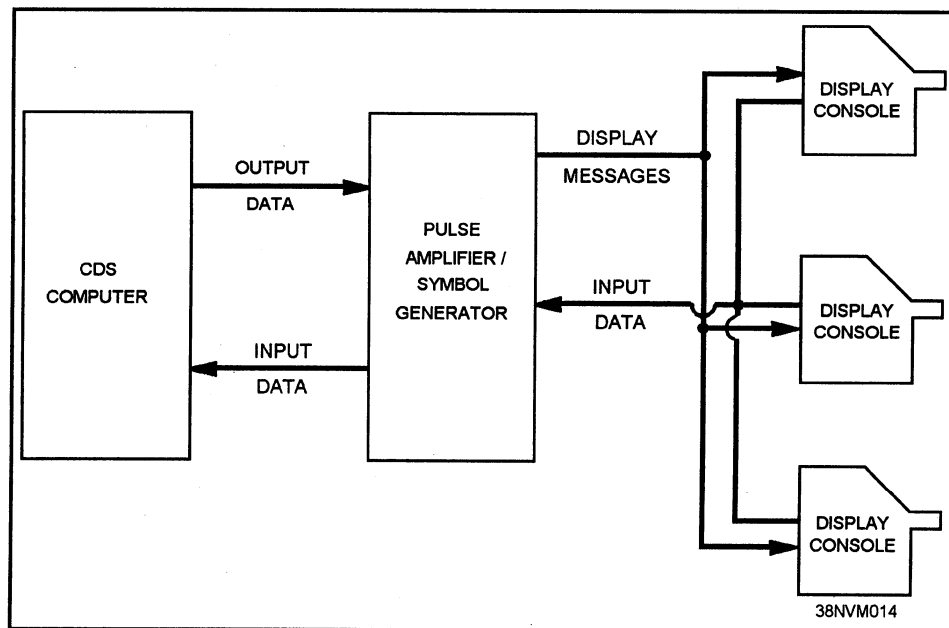 CDS
COMPUTER
OUTPUT
DATA
INPUT
DATA
PULSE
AMPLIFIER /
SYMBOL
GENERATOR
DISPLAY
MESSAGES
INPUT
DATA
DISPLAY
CONSOLE
DISPLAY
CONSOLE
DISPLAY
CONSOLE
38NVM014